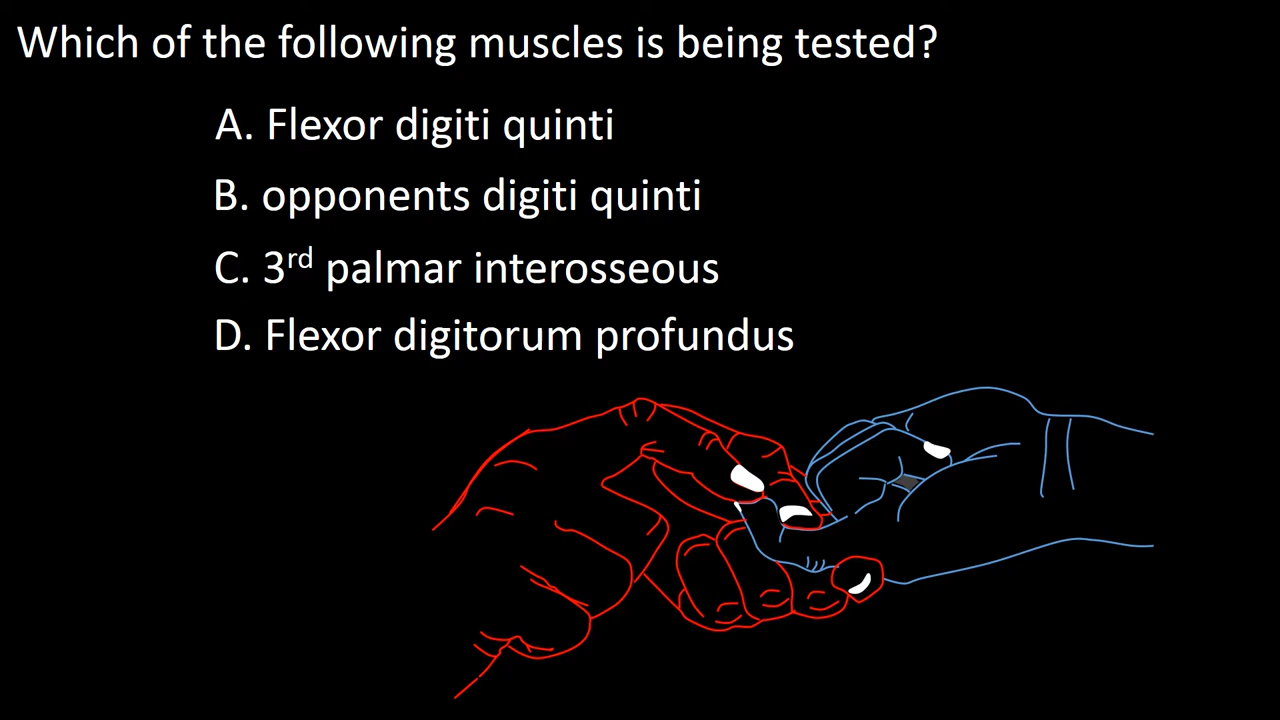 Which of the following muscles is being tested?
A. Flexor digiti quinti
B. opponents digiti quinti
C. 3rd palmar interosseous
D. Flexor digitorum profundus